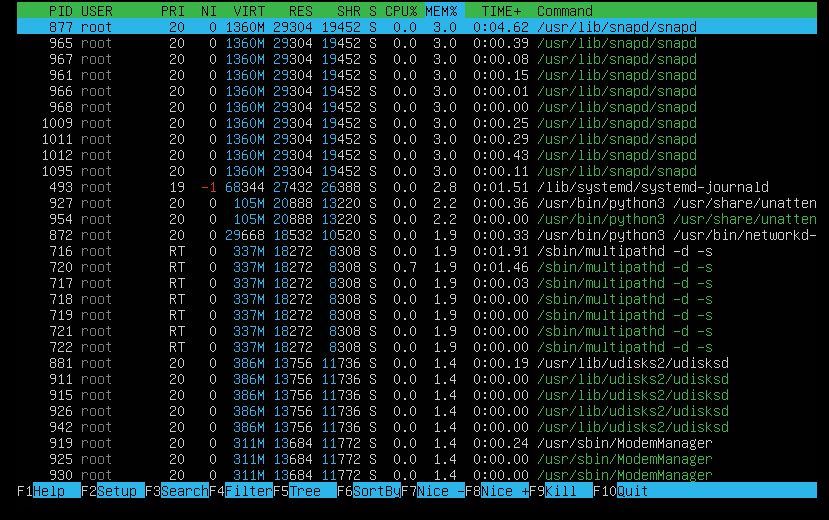 PID USER PRI NI VIRT RES SHR S CPU% MEM% TIME+ Command
877 root 20 0 1360M 29304 19452 S 0.0 3.0 0:04.62 /usr/lib/snapd/snapd
965 root 20 0 1360M 29304 19452 S 0.0 3.0 0:00.39 /usr/lib/snapd/snapd
967 root 20 0 1360M 29304 19452 S 0.0 3.0 0:00.08 /usr/lib/snapd/snapd
961 root 20 0 1360M 29304 19452 S 0.0 3.0 0:00.15 /usr/lib/snapd/snapd
966 root 20 0 1360M 29304 19452 S 0.0 3.0 0:00.01 /usr/lib/snapd/snapd
968 root 20 0 1360M 29304 19452 S 0.0 3.0 0:00.00 /usr/lib/snapd/snapd
1009 root 20 0 1360M 29304 19452 S 0.0 3.0 0:00.25 /usr/lib/snapd/snapd
1011 root 20 0 1360M 29304 19452 S 0.0 3.0 0:00.29 /usr/lib/snapd/snapd
1012 root 20 0 1360M 29304 19452 S 0.0 3.0 0:00.43 /usr/lib/snapd/snapd
1095 root 20 0 1360M 29304 19452 S 0.0 3.0 0:00.11 /usr/lib/snapd/snapd
493 root 19 -1 68344 27432 26388 S 0.0 2.8 0:01.51 /lib/systemd/systemd-journald
927 root 20 0 105M 20888 13220 S 0.0 2.2 0:00.36 /usr/bin/python3 /usr/share/unatten
954 root 20 0 105M 20888 13220 S 0.0 2.2 0:00.00 /usr/bin/python3 /usr/share/unatten
872 root 20 0 29668 18532 10520 S 0.0 1.9 0:00.33 /usr/bin/python3 /usr/bin/networkd-
716 root RT 0 337M 18272 8308 S 0.0 1.9 0:01.91 /sbin/multipathd -d -s
720 root RT 0 337M 18272 8308 S 0.7 1.9 0:01.46 /sbin/multipathd -d -s
717 root RT 0 337M 18272 8308 S 0.0 1.9 0:00.03 /sbin/multipathd -d -s
718 root RT 0 337M 18272 8308 S 0.0 1.9 0:00.00 /sbin/multipathd -d -s
719 root RT 0 337M 18272 8308 S 0.0 1.9 0:00.00 /sbin/multipathd -d -s
721 root RT 0 337M 18272 8308 S 0.0 1.9 0:00.00 /sbin/multipathd -d -s
722 root RT 0 337M 18272 8308 S 0.0 1.9 0:00.00 /sbin/multipathd -d -s
881 root 20 0 386M 13756 11736 S 0.0 1.4 0:00.19 /usr/lib/udisks2/udisksd
911 root 20 0 386M 13756 11736 S 0.0 1.4 0:00.00 /usr/lib/udisks2/udisksd
915 root 20 0 386M 13756 11736 S 0.0 1.4 0:00.00 /usr/lib/udisks2/udisksd
926 root 20 0 386M 13756 11736 S 0.0 1.4 0:00.00 /usr/lib/udisks2/udisksd
942 root 20 0 386M 13756 11736 S 0.0 1.4 0:00.00 /usr/lib/udisks2/udisksd
919 root 20 0 311M 13684 11772 S 0.0 1.4 0:00.24 /usr/sbin/ModemManager
925 root 20 0 311M 13684 11772 S 0.0 1.4 0:00.00 /usr/sbin/ModemManager
930 root 20 0 311M 13684 11772 S 0.0 1.4 0:00.00 /usr/sbin/ModemManager
F1Help F2Setup F3SearchF4FilterF5Tree F6SortByF7Nice -F8Nice +F9Kill F10Quit